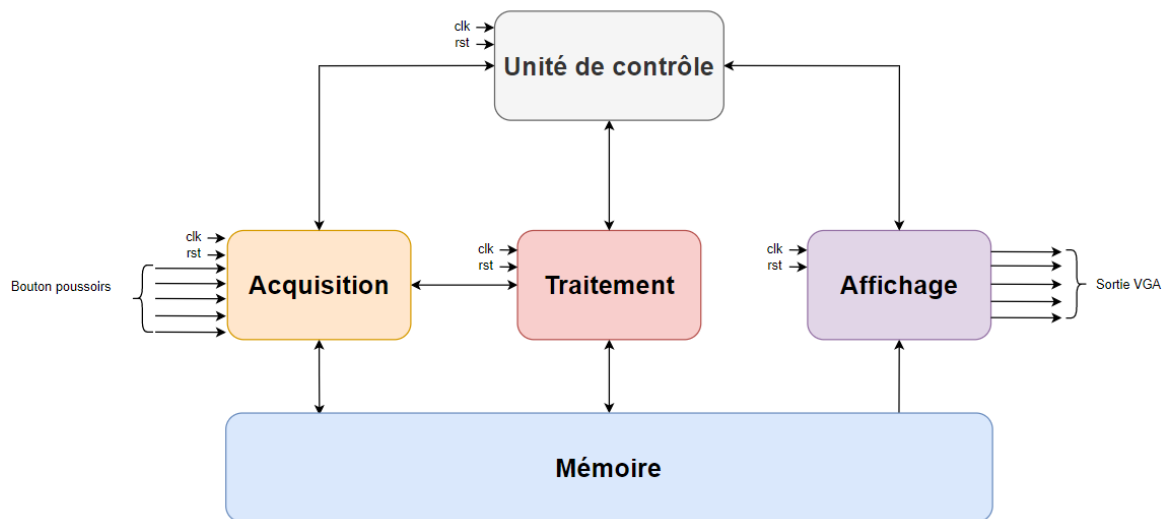 clk
rst
Unité de contrôle
clk
rst
Bouton poussoirs
Acquisition
clk
rst
Traitement
clk
rst
Affichage
Sortie VGA
Mémoire